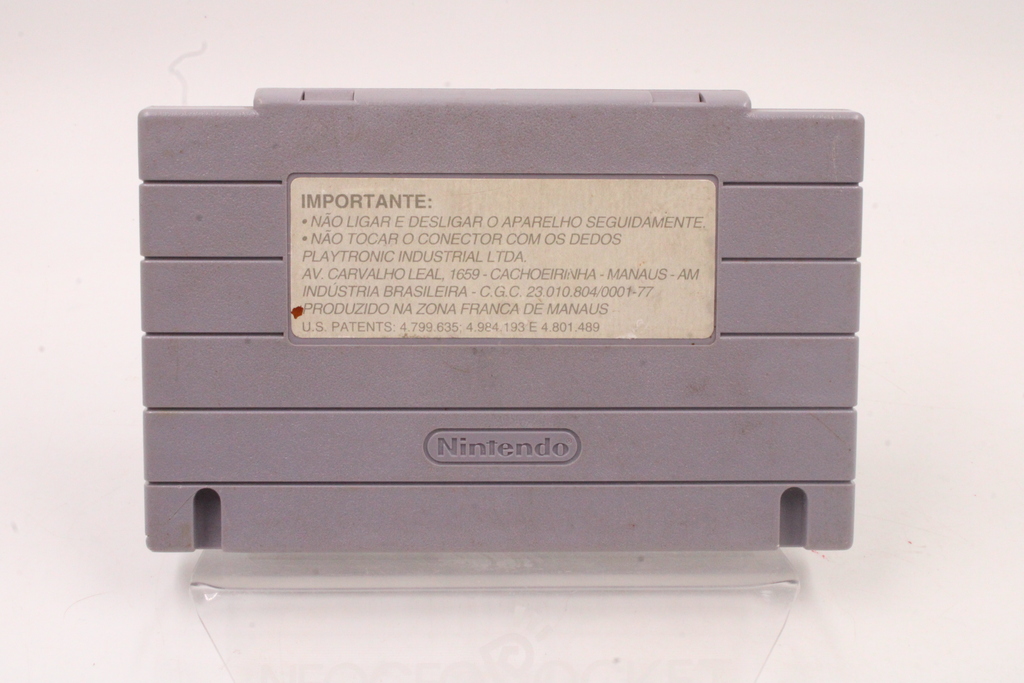 IMPORTANTE:
• NÃO LIGAR E DESLIGAR O APARELHO SEGUIDAMENTE.
• NÃO TOCAR O CONECTOR COM OS DEDOS
PLAYTRONIC INDUSTRIAL LTDA.
AV. CARVALHO LEAL, 1659 - CACHOEIRINHA - MANAUS - AM
INDÚSTRIA BRASILEIRA - C.G.C. 23.010.804/0001-77
PRODUZIDO NA ZONA FRANCA DE MANAUS
U.S. PATENTS: 4.799.635; 4.984.193 E 4.801.489
Nintendo
NEOGEO POCKET